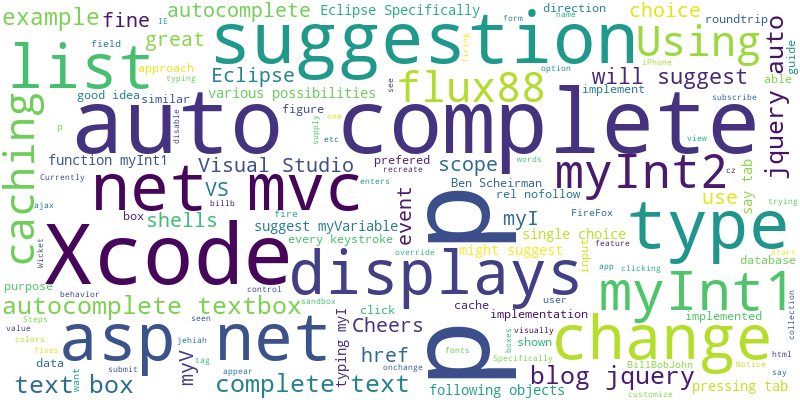 example
fine
autocomplete
Eclipse Specifically
form
name
direction
choice
roundtrip
IE
field
great
suggestion
firing
option
iPhone
Using
guide
able
jquery auto
approach
typing
list
Eclipse
various possibilities
flux88
see
will suggest
implement
good idea
similar
figure
one
etc
supply
disable
auto complete
words
view
subscribe
database
trying
caching
p
function myInt1
Visual Studio
prefered
recreate
scope
myInt2
say tab
Currently
ajax
net mvc
VS
billb
enters
Ben Scheirman
cz
use
rel nofollow
box
shells
fire
event
myI
FireFox
type
suggest myVariable
single choice
feature
Wicket
Xcode
every keystroke
override
might suggest
input
app
clicking
start
purpose
behavior
control
displays
sandbox
cache
user
myInt1
collection
autocomplete textbox
click
implementation
implemented
Steps
value
seen
asp net
Cheers
d
d
shown
visually
change
html
colors
fixes
jehiah
typing myI
onchange
fonts
boxes
Specifically
BillBobJohn
Notice
say
data
want
submit
myV
tag
appear
href
text box
complete text
following objects
blog jquery
customize
pressing tab